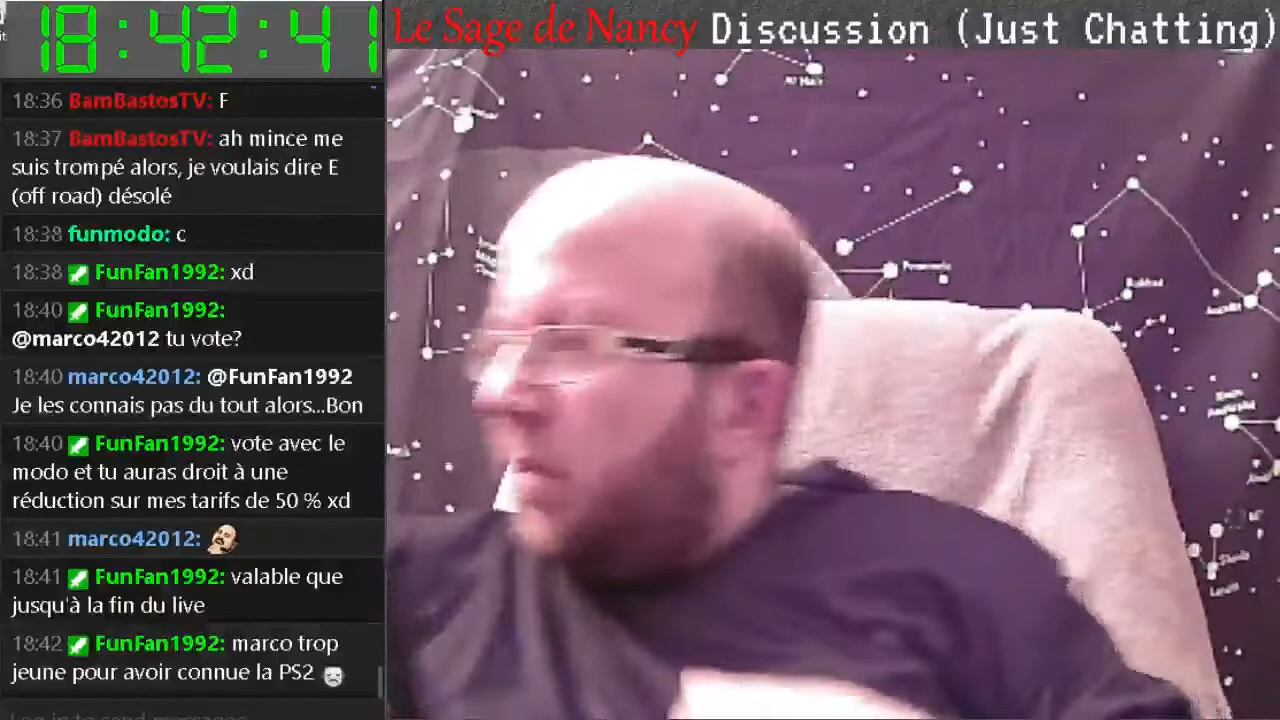 18:42:41
Le Sage de Nancy Discussion (Just Chatting)
18:36 BamBastosTV: F
18:37 BamBastosTV: ah mince me
suis trompé alors, je voulais dire E
(off road) désolé
18:38 funmodo: c
18:38 FunFan1992: xd
18:40 FunFan1992:
@marco42012 tu vote?
18:40 marco42012: @FunFan1992
Je les connais pas du tout alors...Bon
18:40 FunFan1992: vote avec le
modo et tu auras droit à une
réduction sur mes tarifs de 50 % xd
18:41 marco42012:
18:41 FunFan1992: valable que
jusqu'à la fin du live
18:42 FunFan1992: marco trop
jeune pour avoir connue la PS2
Log in to send messages